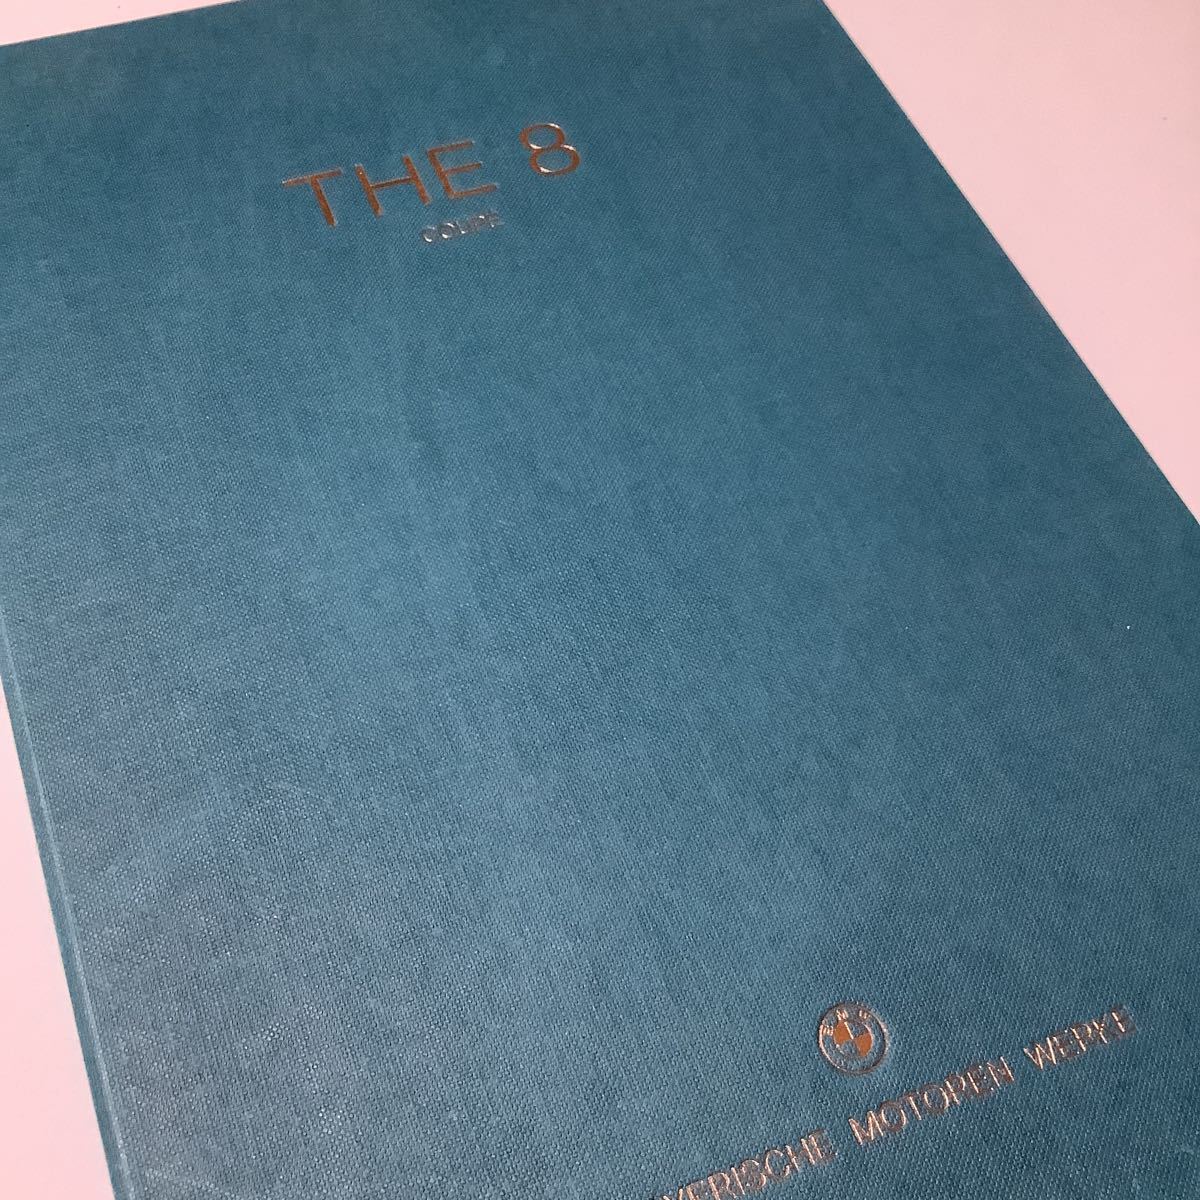 THE 8
COUPE
BMW
MOTOREN WERKE